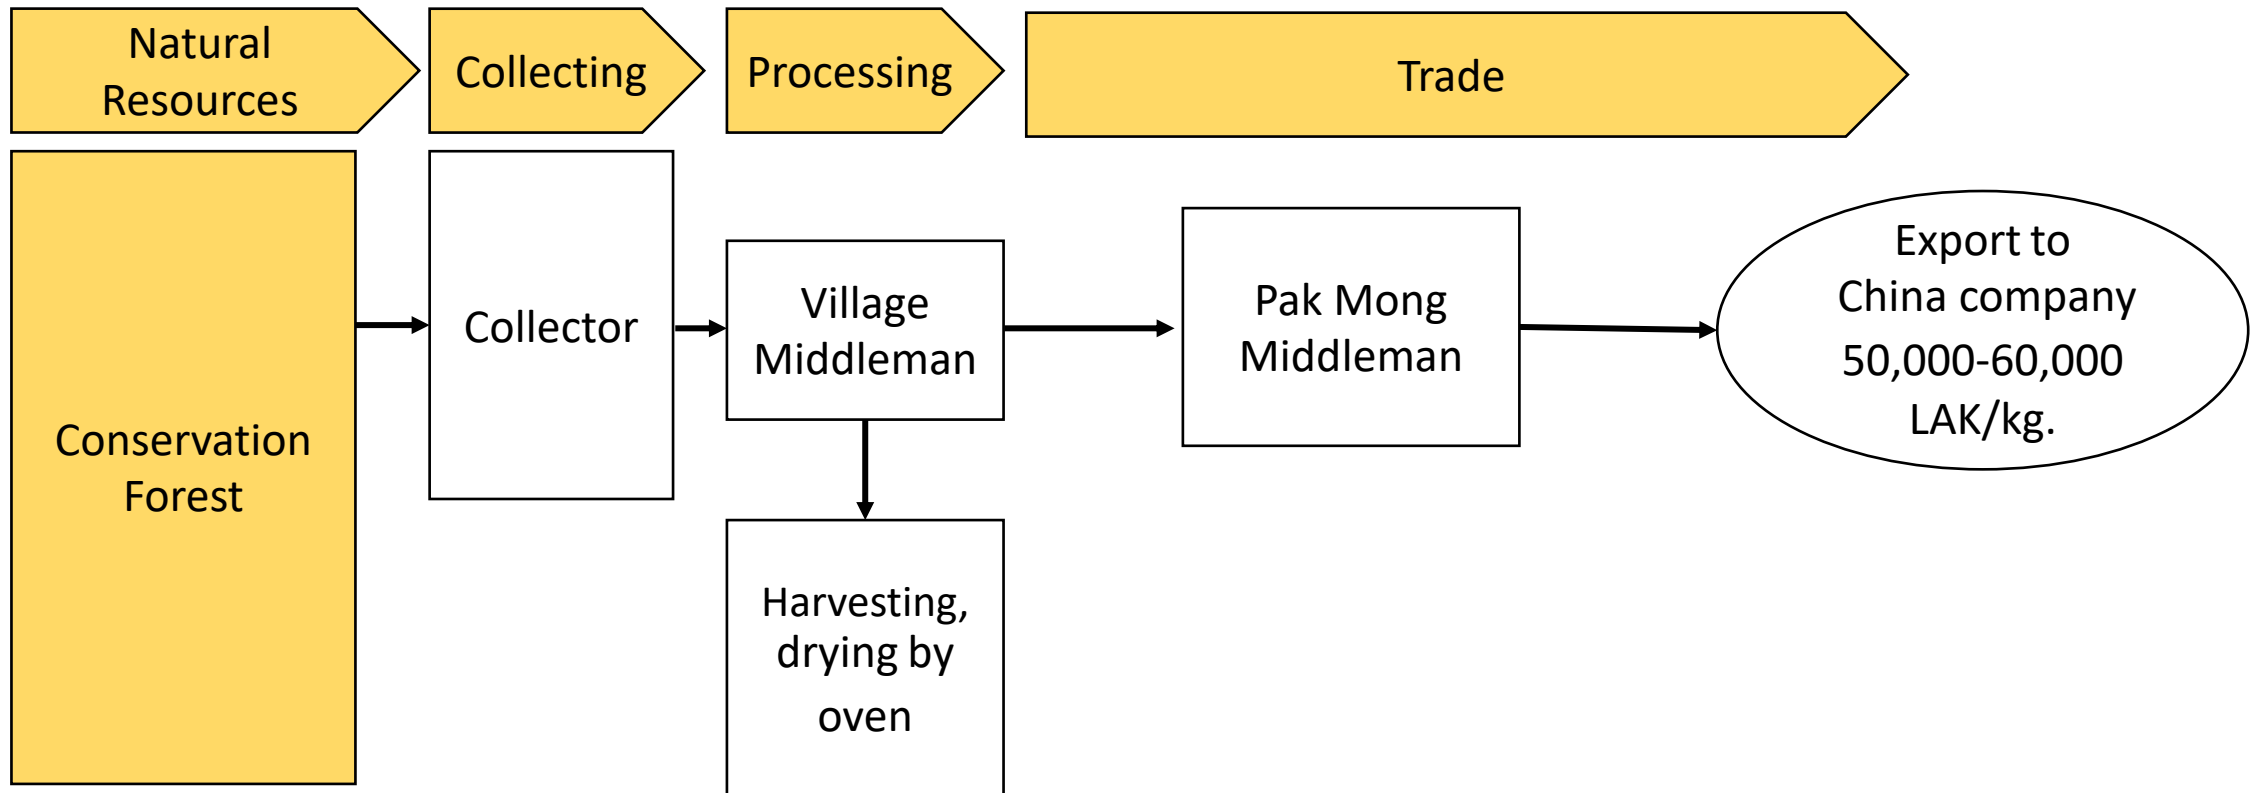 Natural
Resources
Collecting
Processing
Trade
Conservation
Forest
Collector
Village
Middleman
Harvesting,
drying by
oven
Pak Mong
Middleman
Export to
China company
50,000-60,000
LAK/kg.